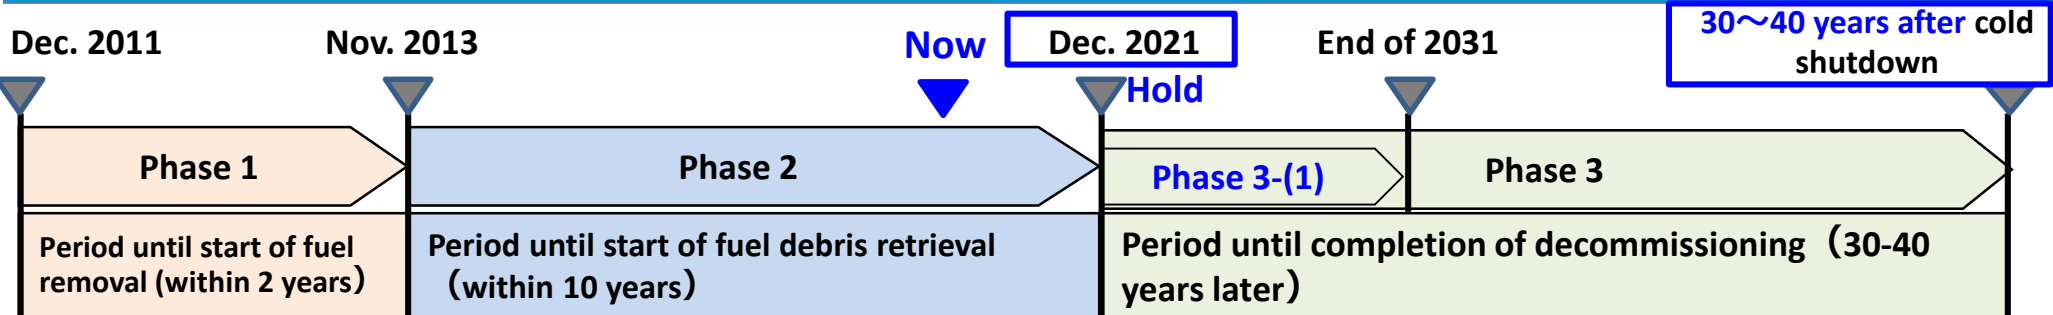 Dec. 2011
Nov. 2013
Now
Dec. 2021
Hold
End of 2031
30～40 years after cold
shutdown
Phase 1
Phase 2
Phase 3-(1)
Phase 3
Period until start of fuel
removal (within 2 years）
Period until start of fuel debris retrieval
（within 10 years）
Period until completion of decommissioning（30-40
years later）